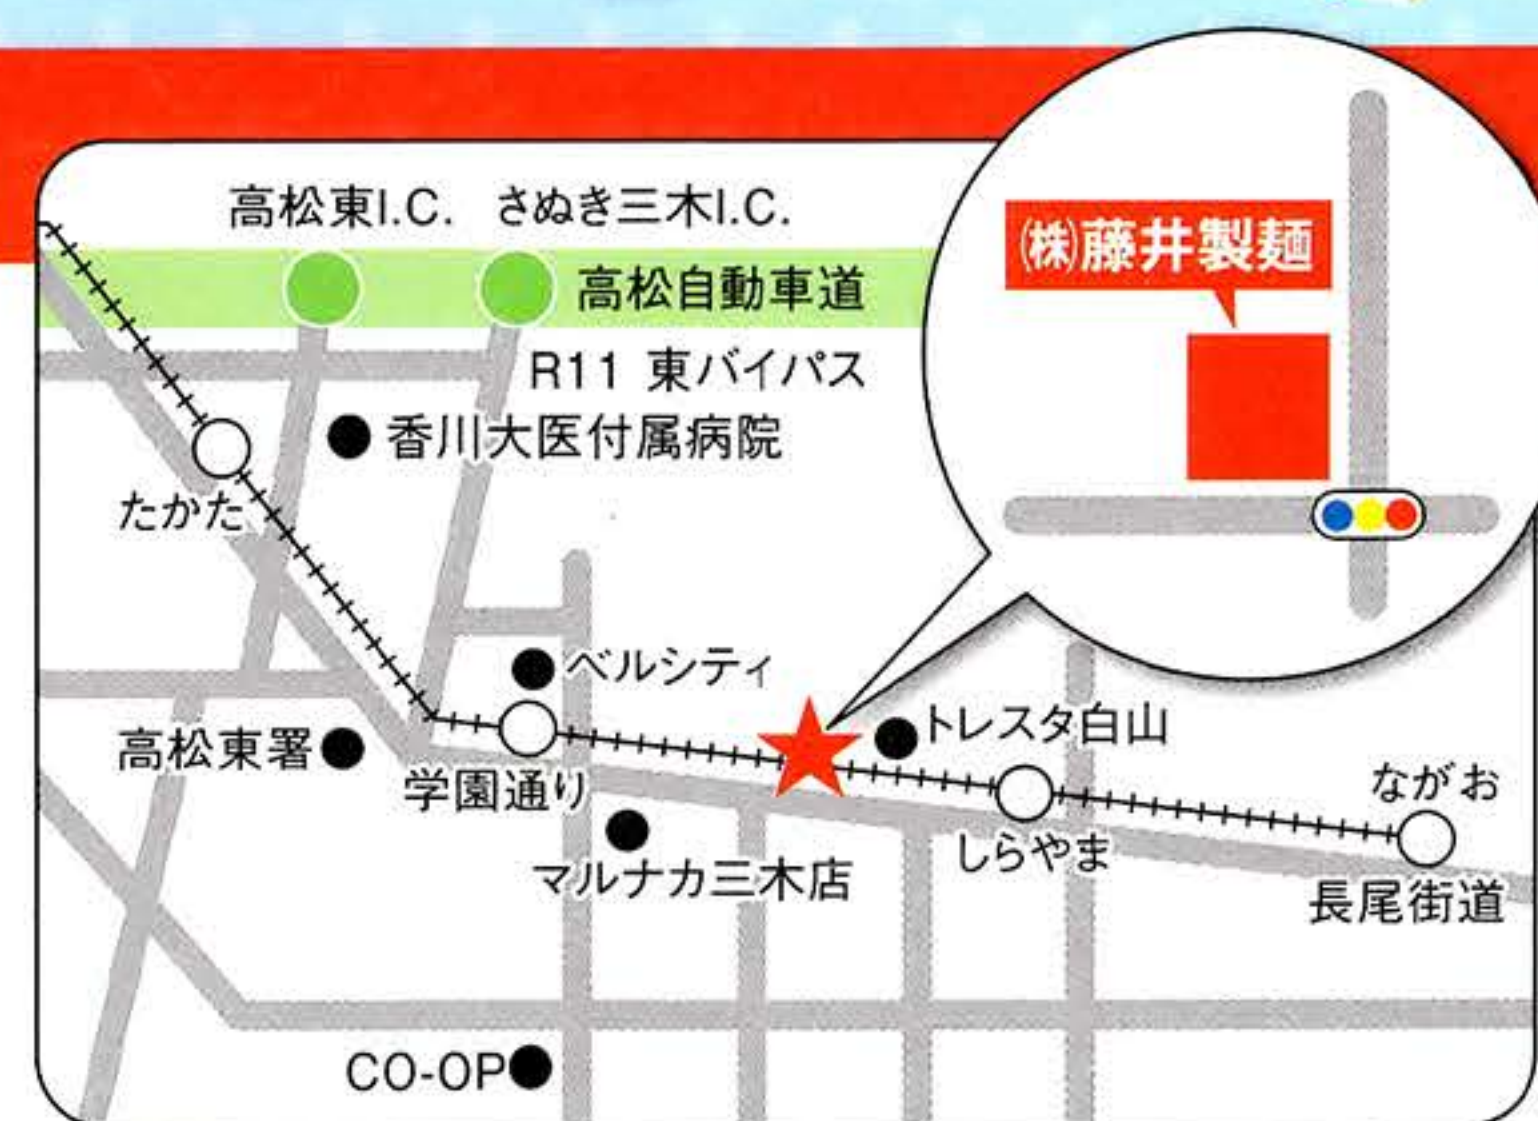 高松東I.C. さぬき三木I.C.
㈱藤井製麺
高松自動車道
R11 東バイパス
香川大医付属病院
たかた
ベルシティ
トレスタ白山
高松東署
学園通り
ながお
しらやま
マルナカ三木店
長尾街道
CO-OP